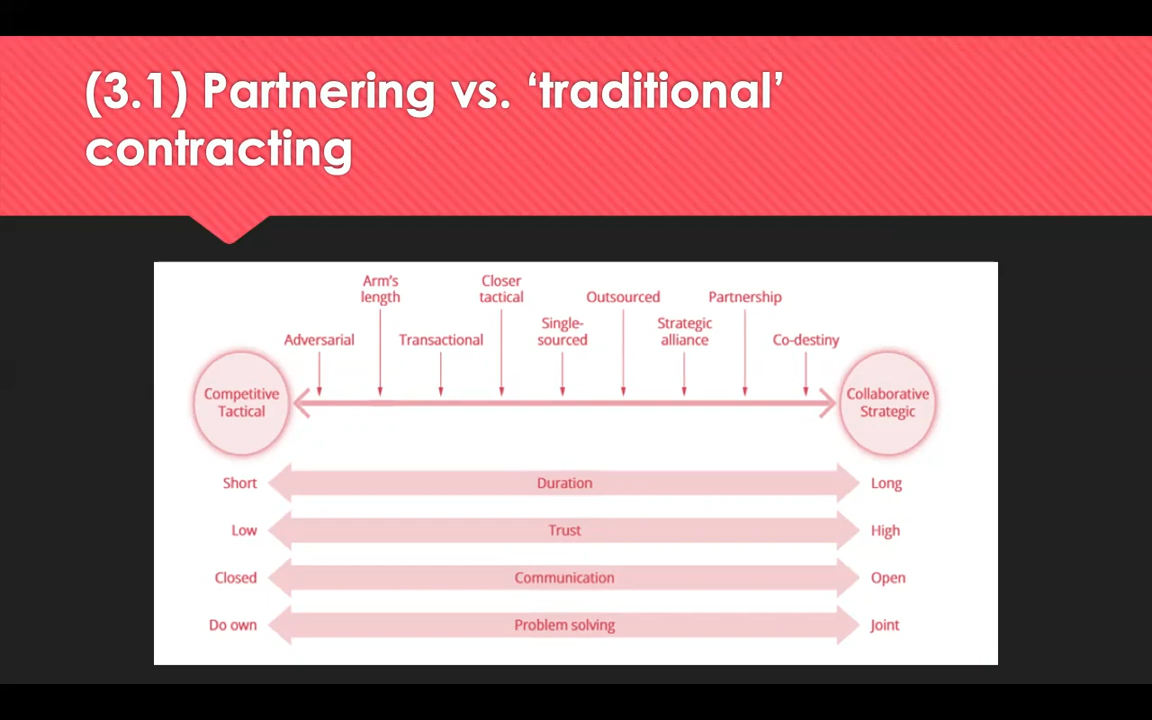 (3.1) Partnering vs. ‘traditional’
contracting
Arm’s
length
Closer
tactical
Outsourced
Partnership
Adversarial
Transactional
Single-
sourced
Strategic
alliance
Co-destiny
Competitive
Tactical
Collaborative
Strategic
Short Duration Long
Low Trust High
Closed Communication Open
Do own Problem solving Joint